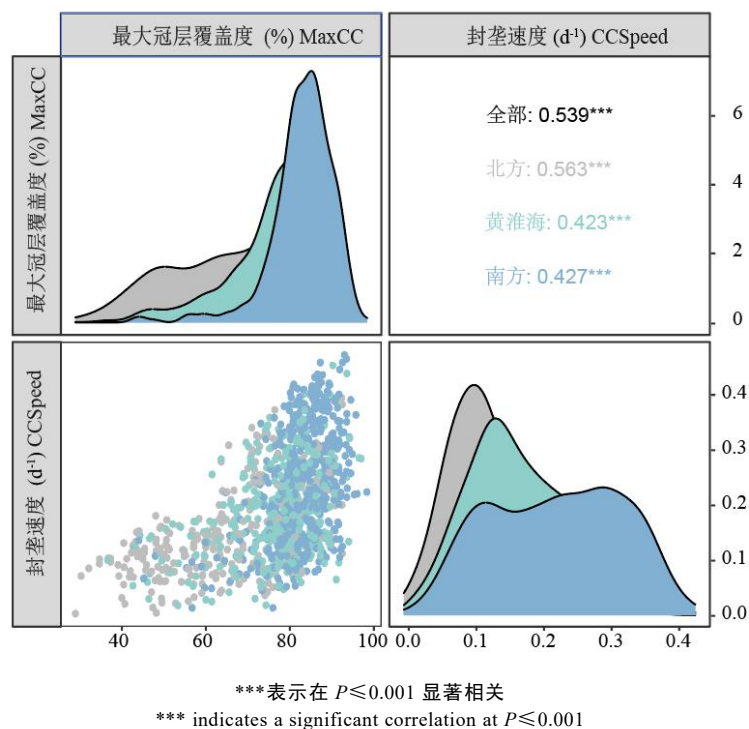 最大冠层覆盖度 (%) MaxCC
封垄速度 (d⁻¹) CCSpeed
最大冠层覆盖度 (%) MaxCC
全部: 0.539***
北方: 0.563***
黄淮海: 0.423***
南方: 0.427***
6
4
2
0
封垄速度 (d⁻¹) CCSpeed
0.4
0.3
0.2
0.1
0.0
40 60 80 100
0.0 0.1 0.2 0.3 0.4
***表示在 P≤0.001 显著相关
*** indicates a significant correlation at P≤0.001